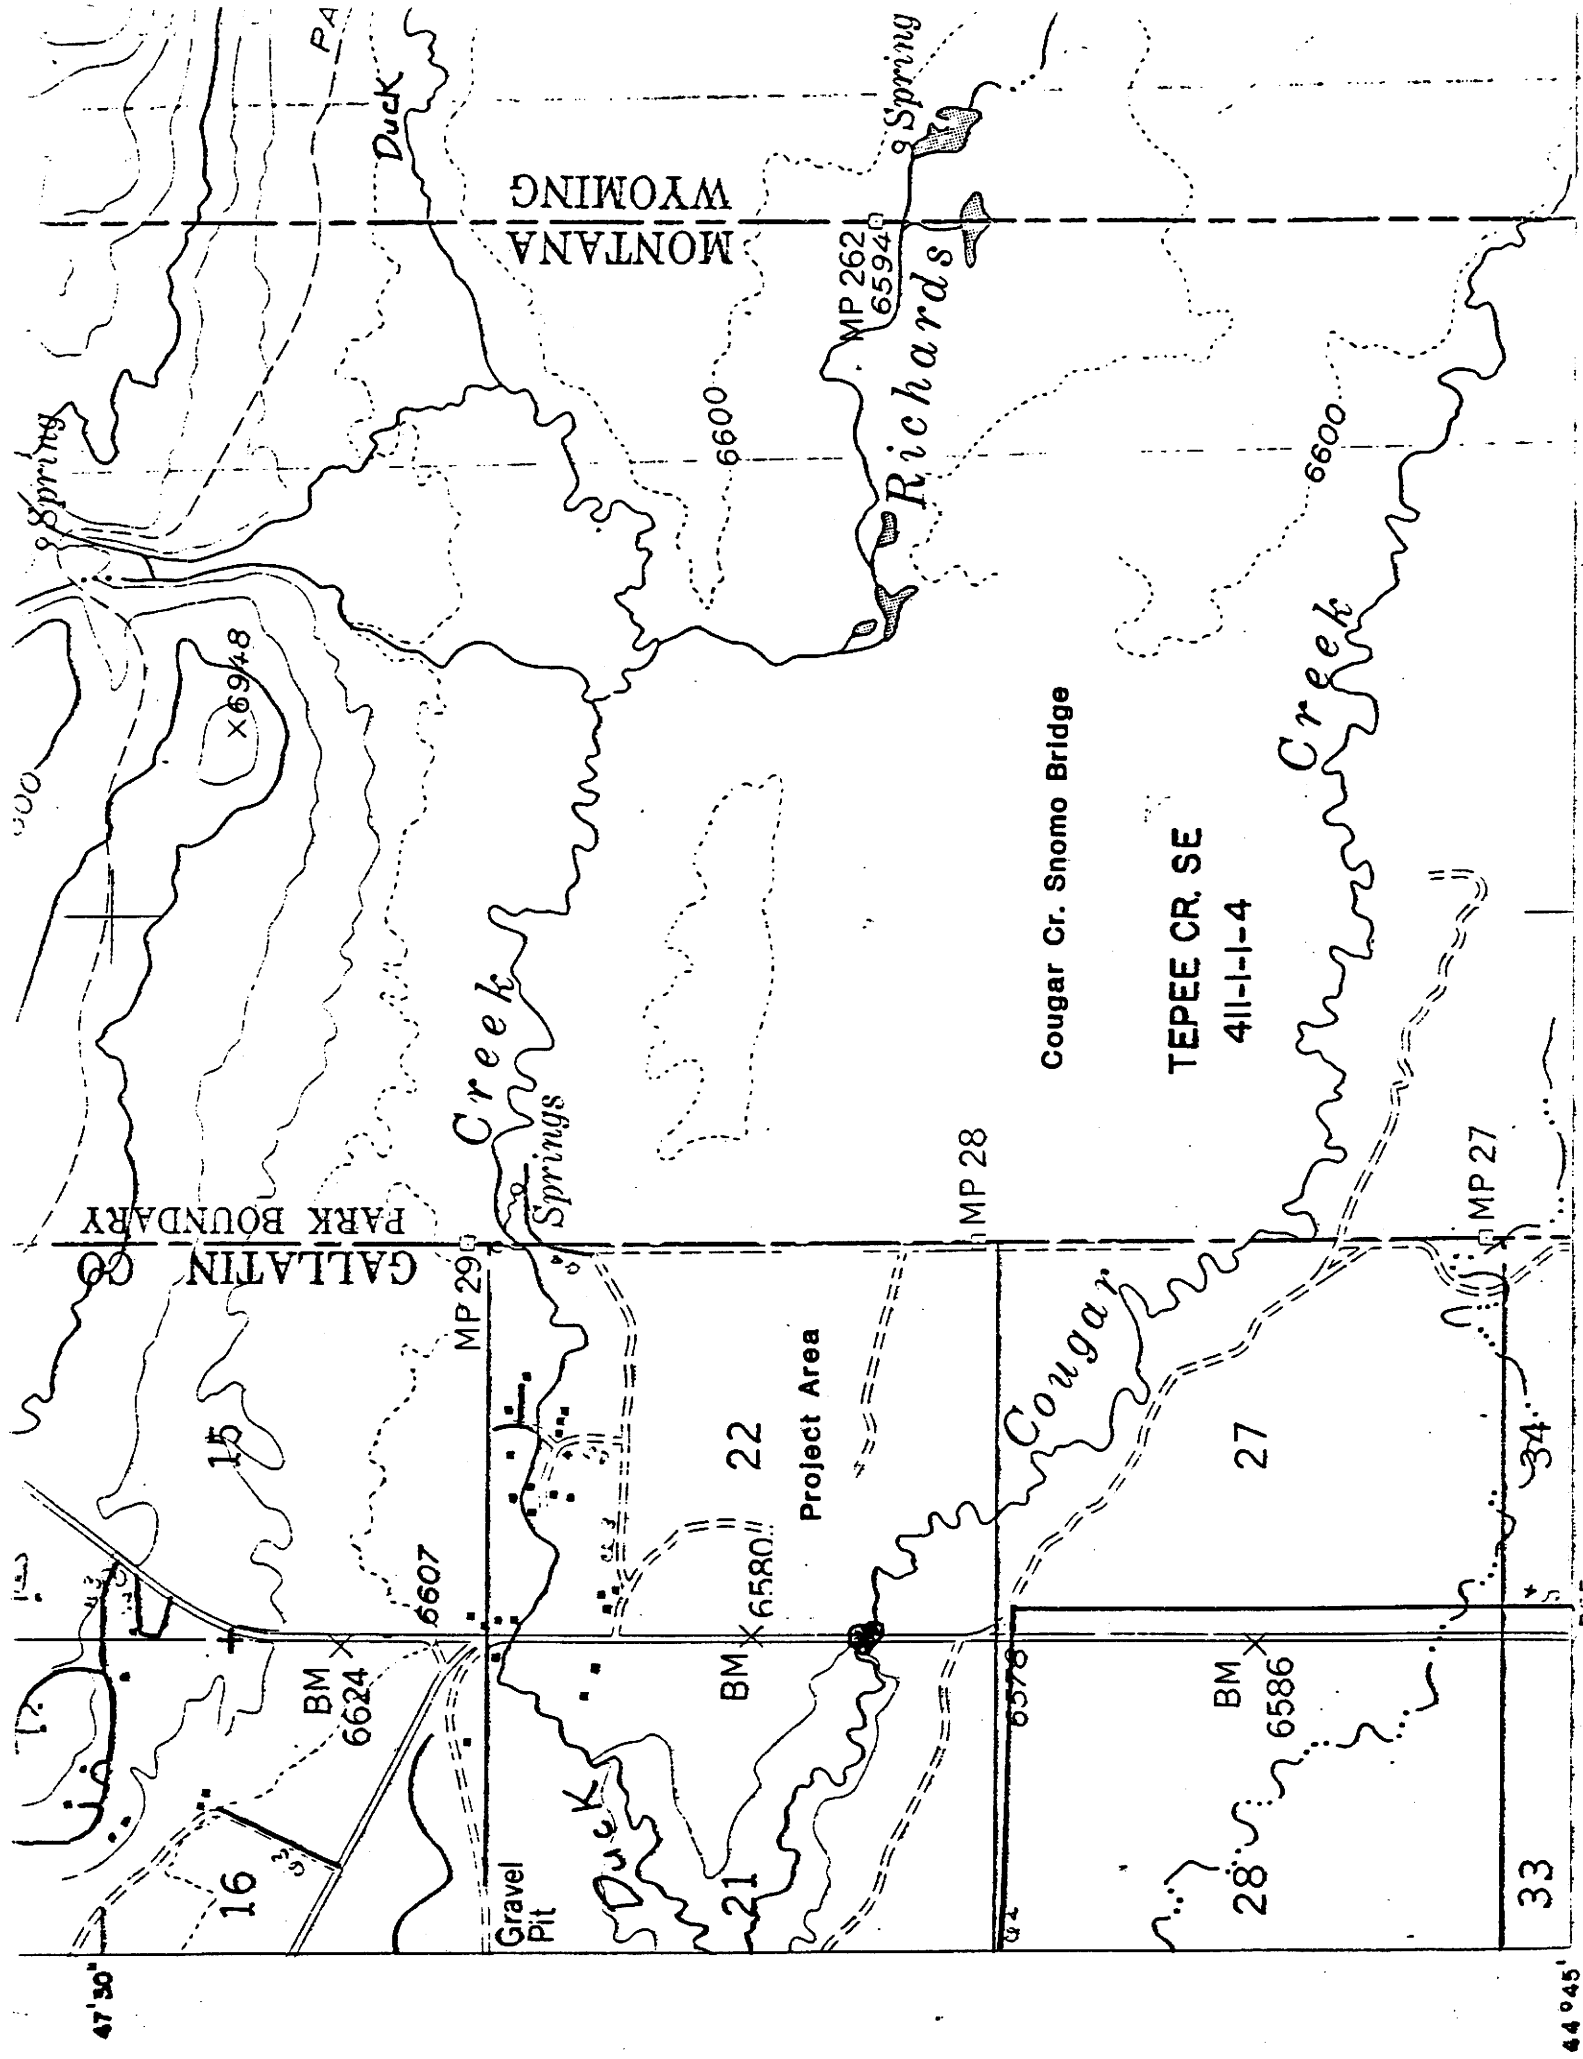 47'30"
44°45'
16
Gravel
Pit
Duck
21
28
33
BM
6624
6607
BM
×6580
6578
BM
6586
15
22
Project Area
27
34
Cougar
MP 29
MP 28
MP 27
GALLATIN CO
PARK BOUNDARY
Springs
Creek
Cougar Cr. Snomo Bridge
TEPEE CR. SE
411-1-1-4
Creek
×6948
Spring
6600
6600
Richards
MP 262
6594
MONTANA
WYOMING
Duck
PA
Spring